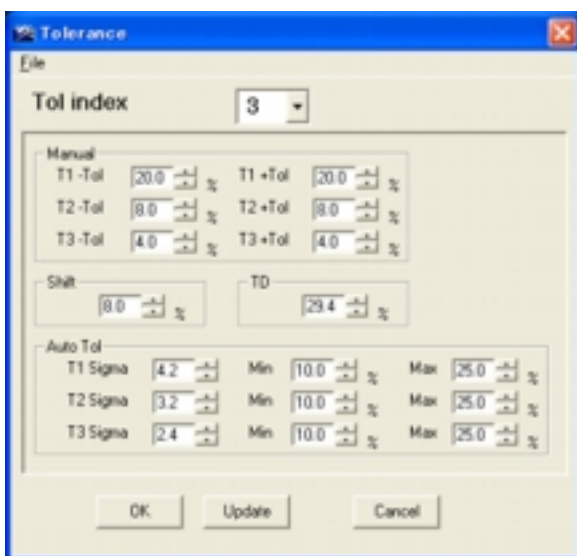 Tolerance
File
Tol index 3
Manual
T1 -Tol 20.0 % T1 +Tol 20.0 %
T2 -Tol 8.0 % T2 +Tol 8.0 %
T3 -Tol 4.0 % T3 +Tol 4.0 %
Shift TD
8.0 % 29.4 %
Auto Tol
T1 Sigma 4.2 Min 10.0 % Max 25.0 %
T2 Sigma 3.2 Min 10.0 % Max 25.0 %
T3 Sigma 2.4 Min 10.0 % Max 25.0 %
OK Update Cancel